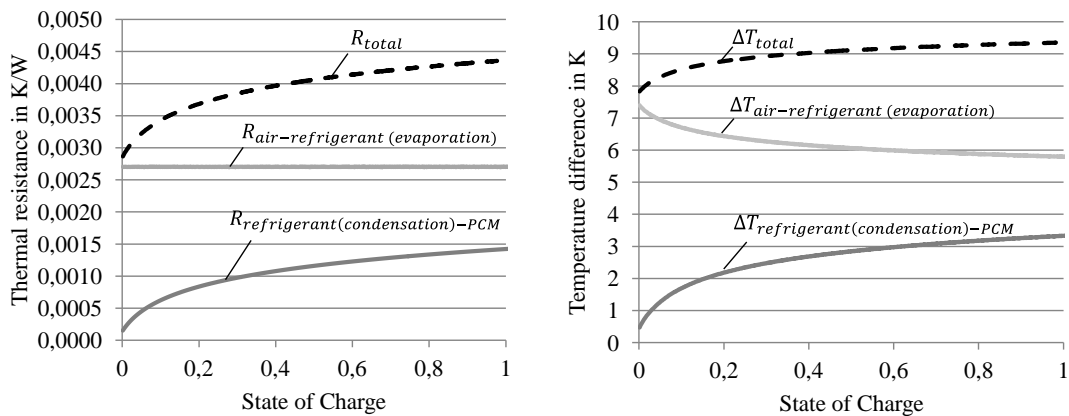 Thermal resistance in K/W
0,0050
0,0045
0,0040
0,0035
0,0030
0,0025
0,0020
0,0015
0,0010
0,0005
0,0000
R_total
R_air−refrigerant (evaporation)
R_refrigerant(condensation)−PCM
0 0,2 0,4 0,6 0,8 1
State of Charge
Temperature difference in K
10
9
8
7
6
5
4
3
2
1
0
ΔT_total
ΔT_air−refrigerant (evaporation)
ΔT_refrigerant(condensation)−PCM
0 0,2 0,4 0,6 0,8 1
State of Charge